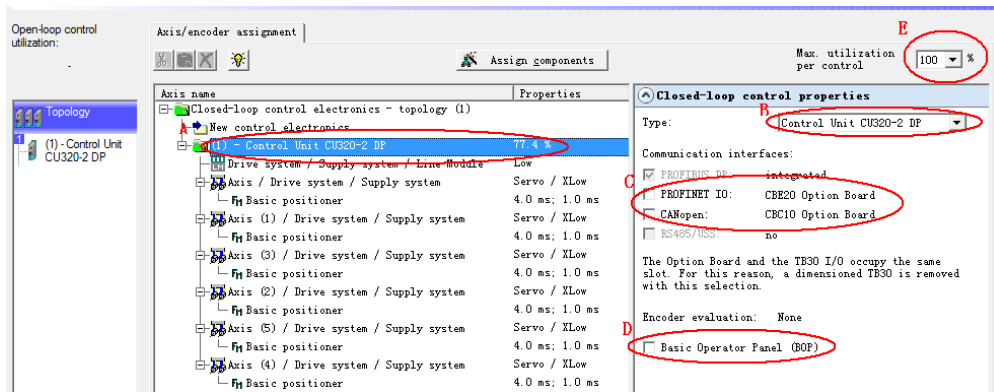 Open-loop control
utilization:
-
Axis/encoder assignment
Assign components
Max. utilization
per control
E
100 %
Topology
1
(1) - Control Unit
CU320-2 DP
Axis name Properties
Closed-loop control electronics - topology (1)
A New control electronics
(1) - Control Unit CU320-2 DP 77.4 %
Drive system / Supply system / Line Module Low
Axis / Drive system / Supply system Servo / XLow
Basic positioner 4.0 ms; 1.0 ms
Axis (1) / Drive system / Supply system Servo / XLow
Basic positioner 4.0 ms; 1.0 ms
Axis (3) / Drive system / Supply system Servo / XLow
Basic positioner 4.0 ms; 1.0 ms
Axis (2) / Drive system / Supply system Servo / XLow
Basic positioner 4.0 ms; 1.0 ms
Axis (5) / Drive system / Supply system Servo / XLow
Basic positioner 4.0 ms; 1.0 ms
Axis (4) / Drive system / Supply system Servo / XLow
Basic positioner 4.0 ms; 1.0 ms
Closed-loop control properties
B
Type: Control Unit CU320-2 DP
Communication interfaces:
PROFIBUS DP: integrated
C
PROFINET IO: CBE20 Option Board
CANopen: CBC10 Option Board
RS485/USS: no
The Option Board and the TB30 I/O occupy the same
slot. For this reason, a dimensioned TB30 is removed
with this selection.
Encoder evaluation: None
D
Basic Operator Panel (BOP)